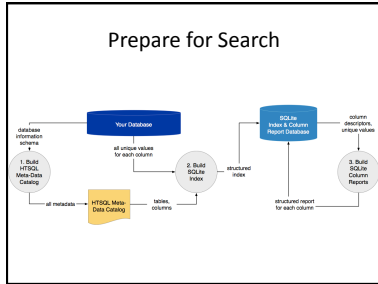 Prepare for Search
database
information
schema
Your Database
SQLite
Index & Column
Report Database
column
descriptors,
unique values
1. Build
HTSQL
Meta-Data
Catalog
all unique values
for each column
2. Build
SQLite
Index
structured
index
3. Build
SQLite
Column
Reports
all metadata
HTSQL Meta-
Data Catalog
tables,
columns
structured report
for each column